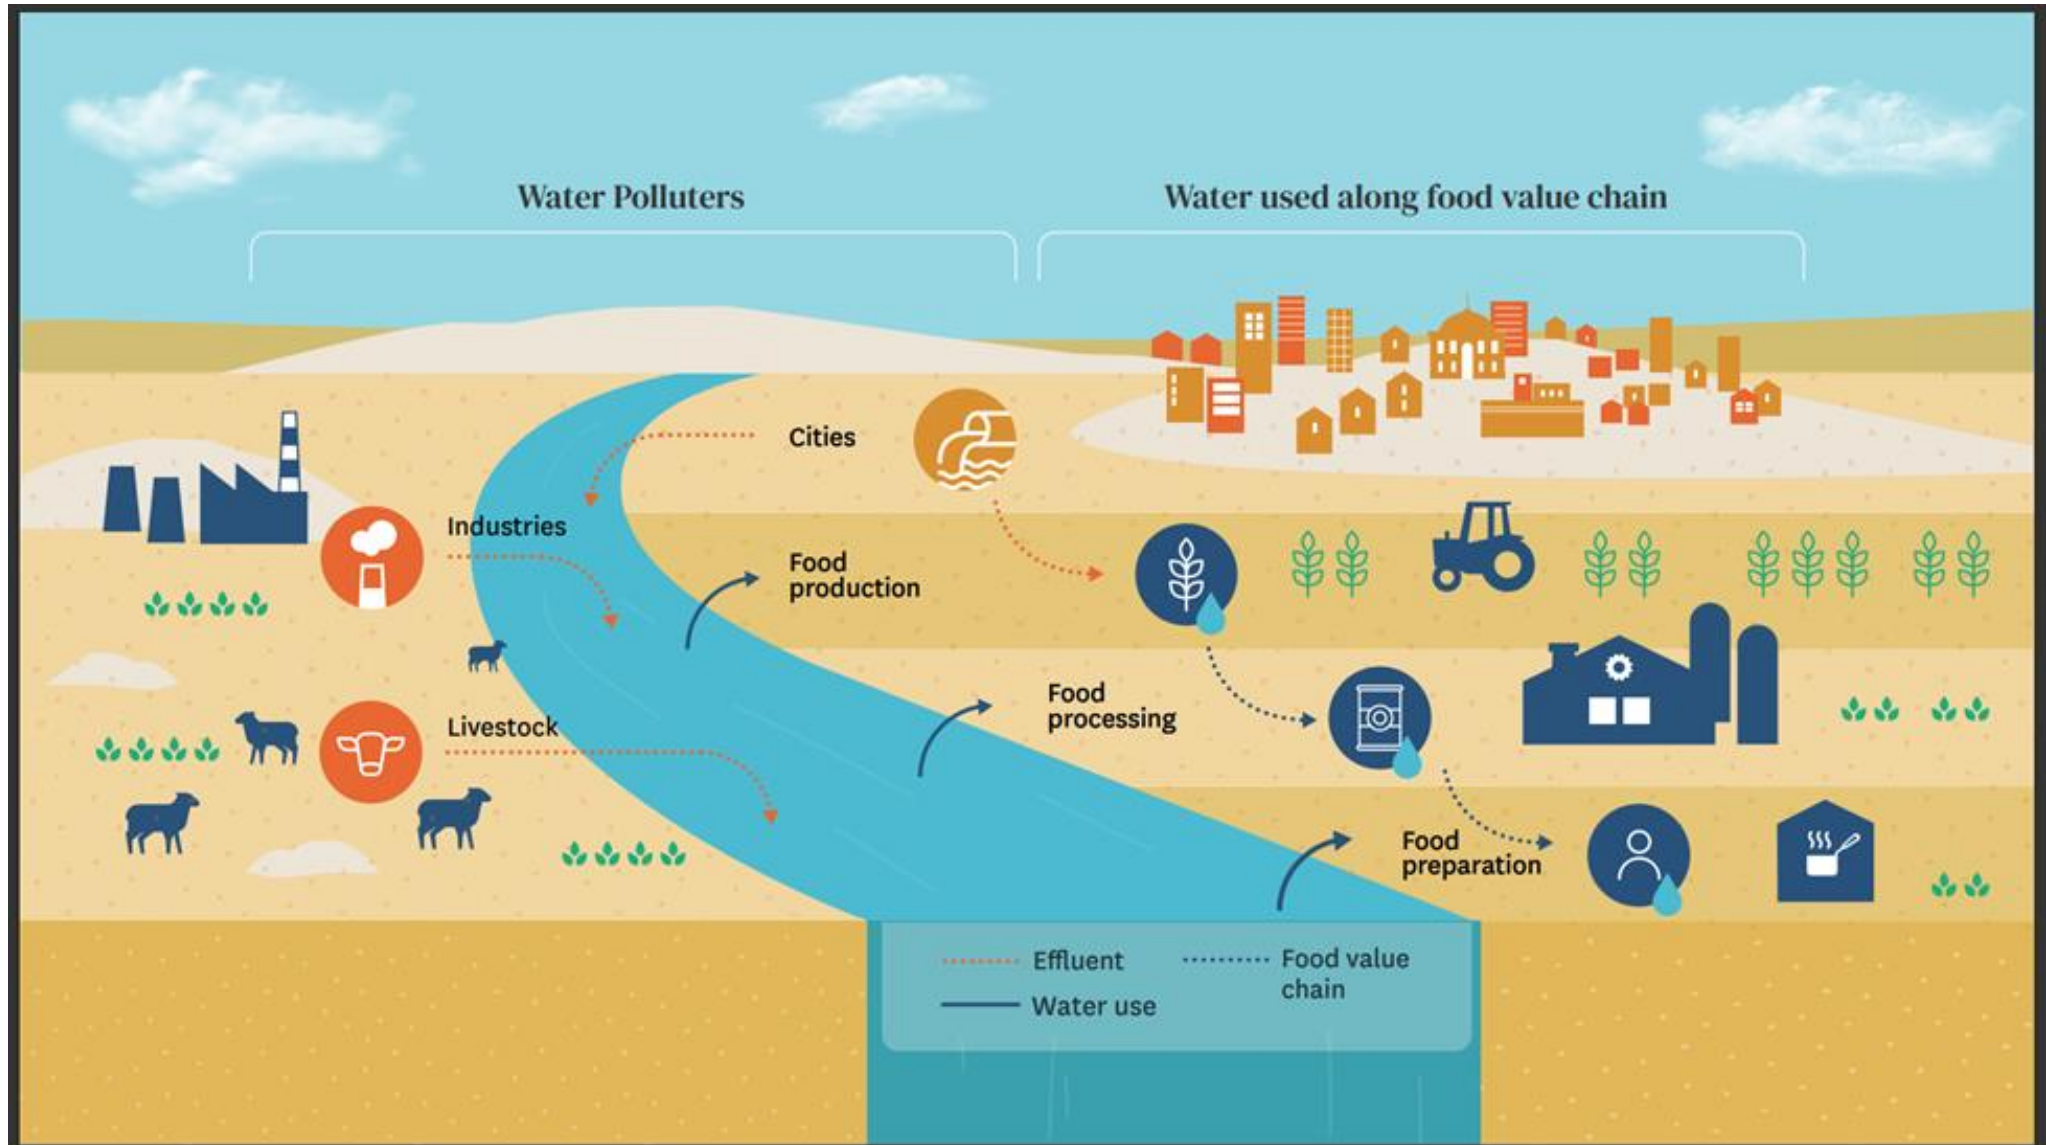 Water Polluters
Water used along food value chain
Cities
Industries
Food
production
Food
processing
Livestock
Food
preparation
Effluent
Food value
chain
Water use